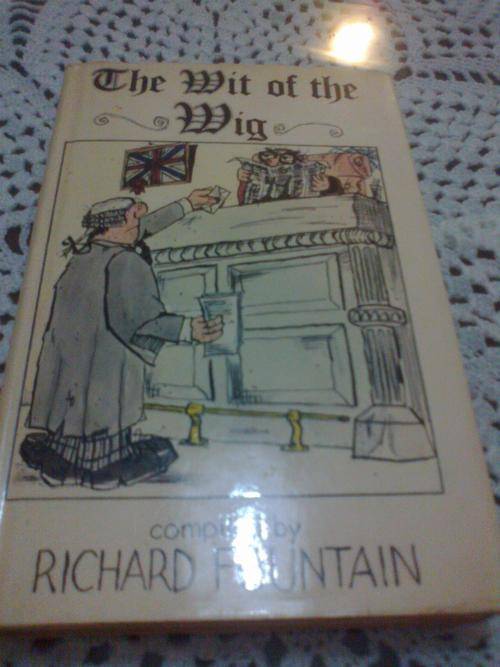 The Wit of the
Wig
compiled by
RICHARD FOUNTAIN